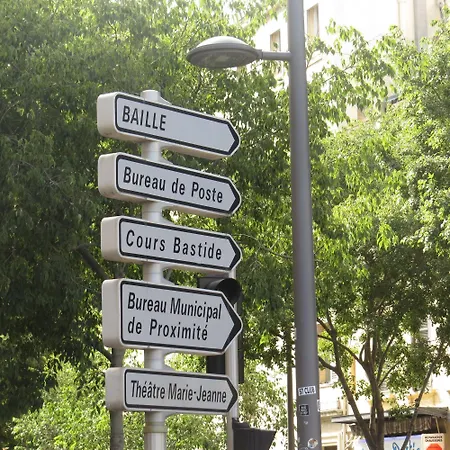 BAILLE
Bureau de Poste
Cours Bastide
Bureau Municipal
de Proximité
Théâtre Marie-Jeanne